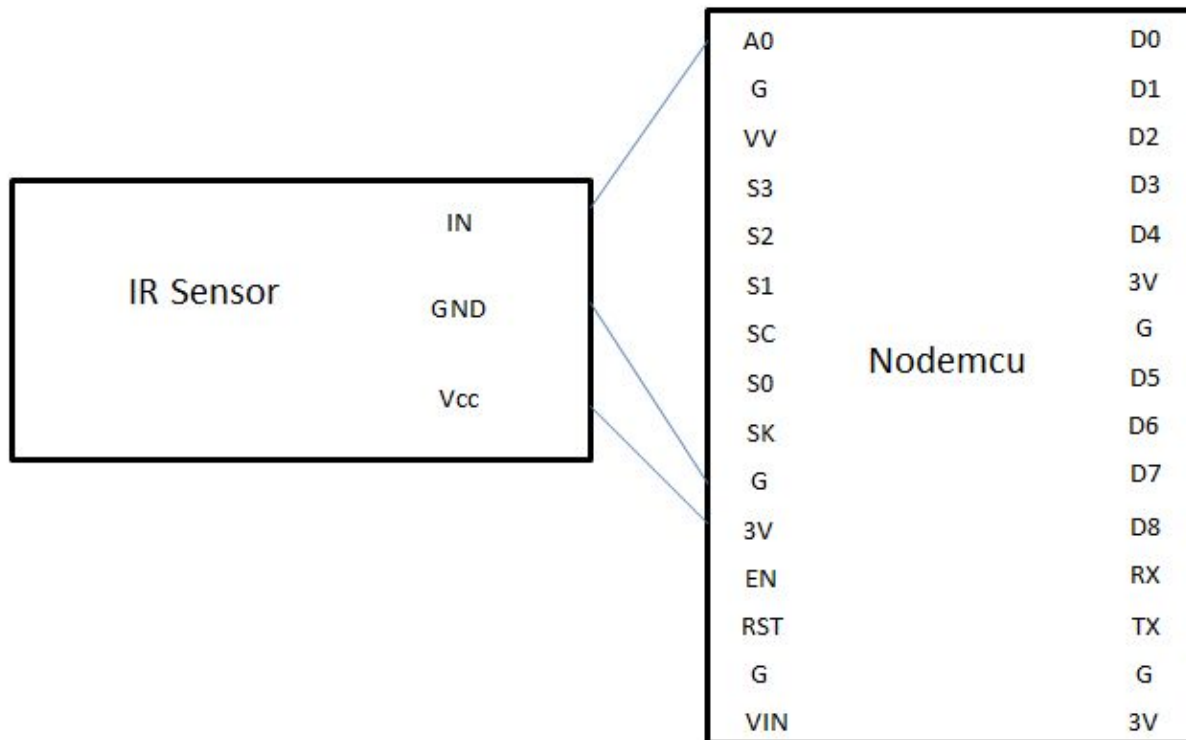 IR Sensor
IN
GND
Vcc
Nodemcu
A0
G
VV
S3
S2
S1
SC
S0
SK
G
3V
EN
RST
G
VIN
D0
D1
D2
D3
D4
3V
G
D5
D6
D7
D8
RX
TX
G
3V